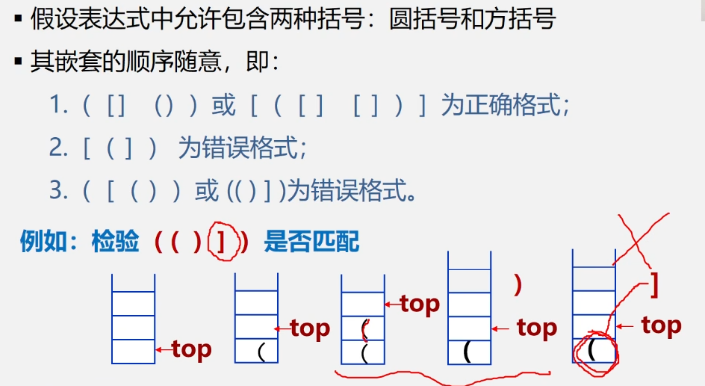 ▪ 假设表达式中允许包含两种括号：圆括号和方括号
▪ 其嵌套的顺序随意，即：
1. ( [] () ) 或 [ ( [ ] [ ] ) ] 为正确格式；
2. [ ( ] ) 为错误格式；
3. ( [ ( ) ) 或 (( ) ] )为错误格式。
例如：检验 ( ( ) ] ) 是否匹配
) ]
top top top top top
( ( ( ( (